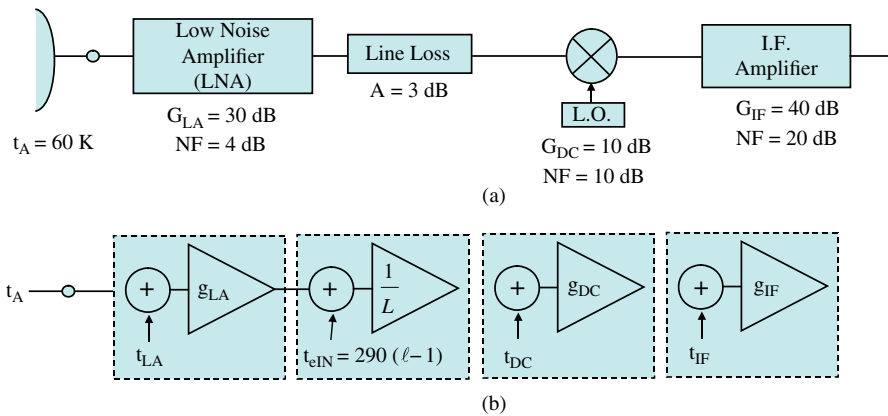 Low Noise
Amplifier
(LNA)
Line Loss
I.F.
Amplifier
L.O.
t_A = 60 K
G_LA = 30 dB
NF = 4 dB
A = 3 dB
G_DC = 10 dB
NF = 10 dB
G_IF = 40 dB
NF = 20 dB
(a)
t_A
+
g_LA
t_LA
+
1/L
t_eIN = 290 (ℓ−1)
+
g_DC
t_DC
+
g_IF
t_IF
(b)